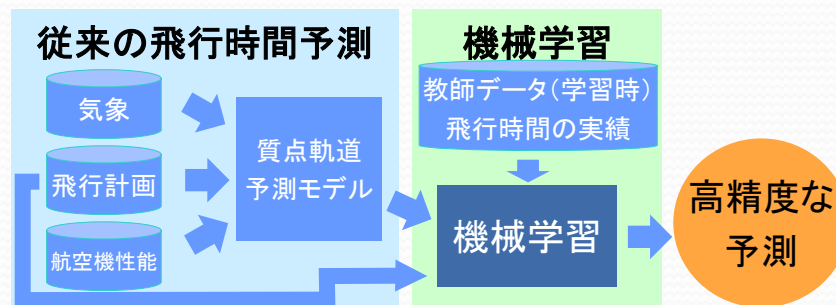 従来の飛行時間予測
機械学習
気象
飛行計画
航空機性能
質点軌道
予測モデル
教師データ(学習時)
飛行時間の実績
機械学習
高精度な
予測